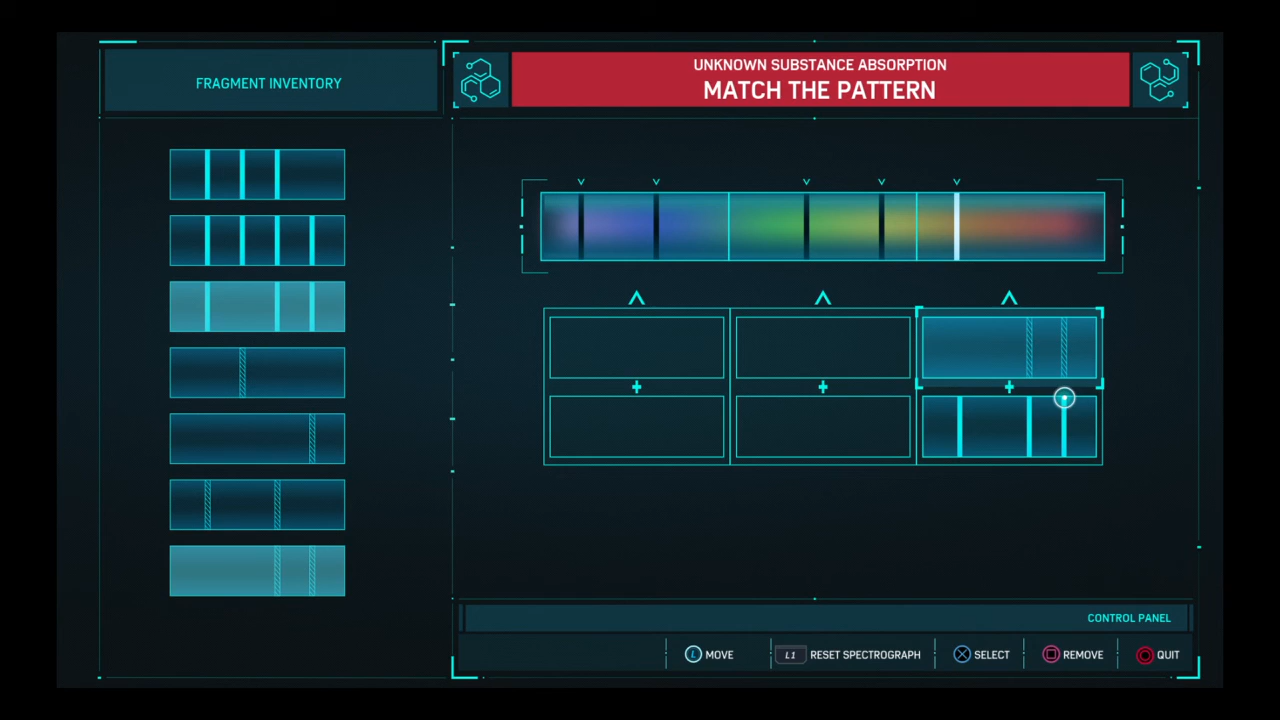 FRAGMENT INVENTORY
UNKNOWN SUBSTANCE ABSORPTION
MATCH THE PATTERN
CONTROL PANEL
L MOVE
L1 RESET SPECTROGRAPH
SELECT
REMOVE
QUIT